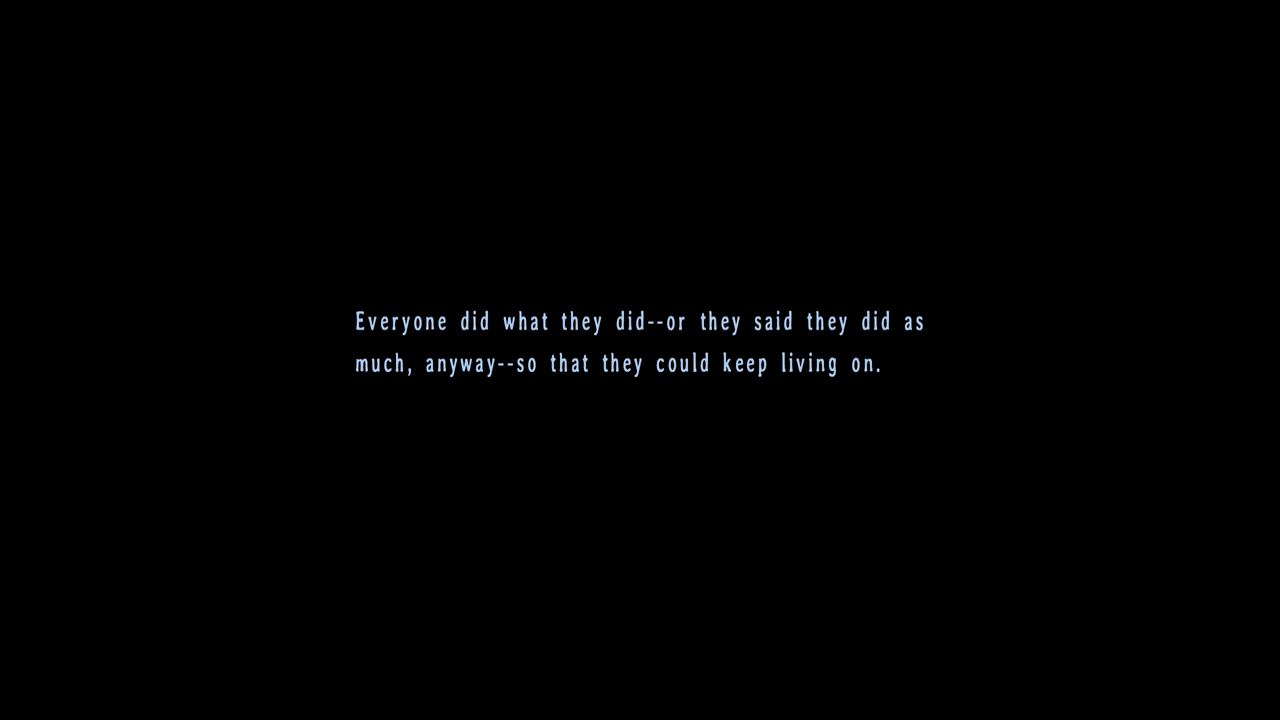 Everyone did what they did--or they said they did as
much, anyway--so that they could keep living on.